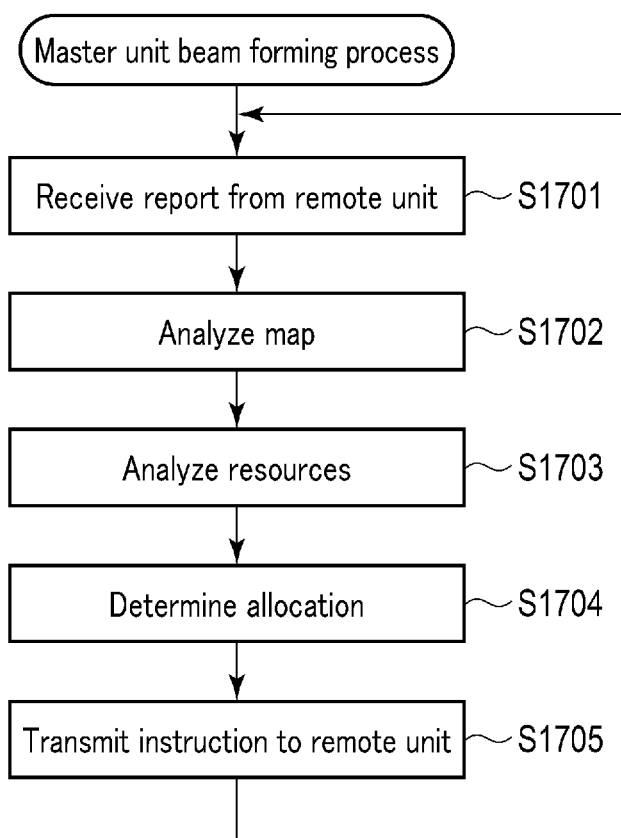 Master unit beam forming process
Receive report from remote unit
S1701
Analyze map
S1702
Analyze resources
S1703
Determine allocation
S1704
Transmit instruction to remote unit
S1705